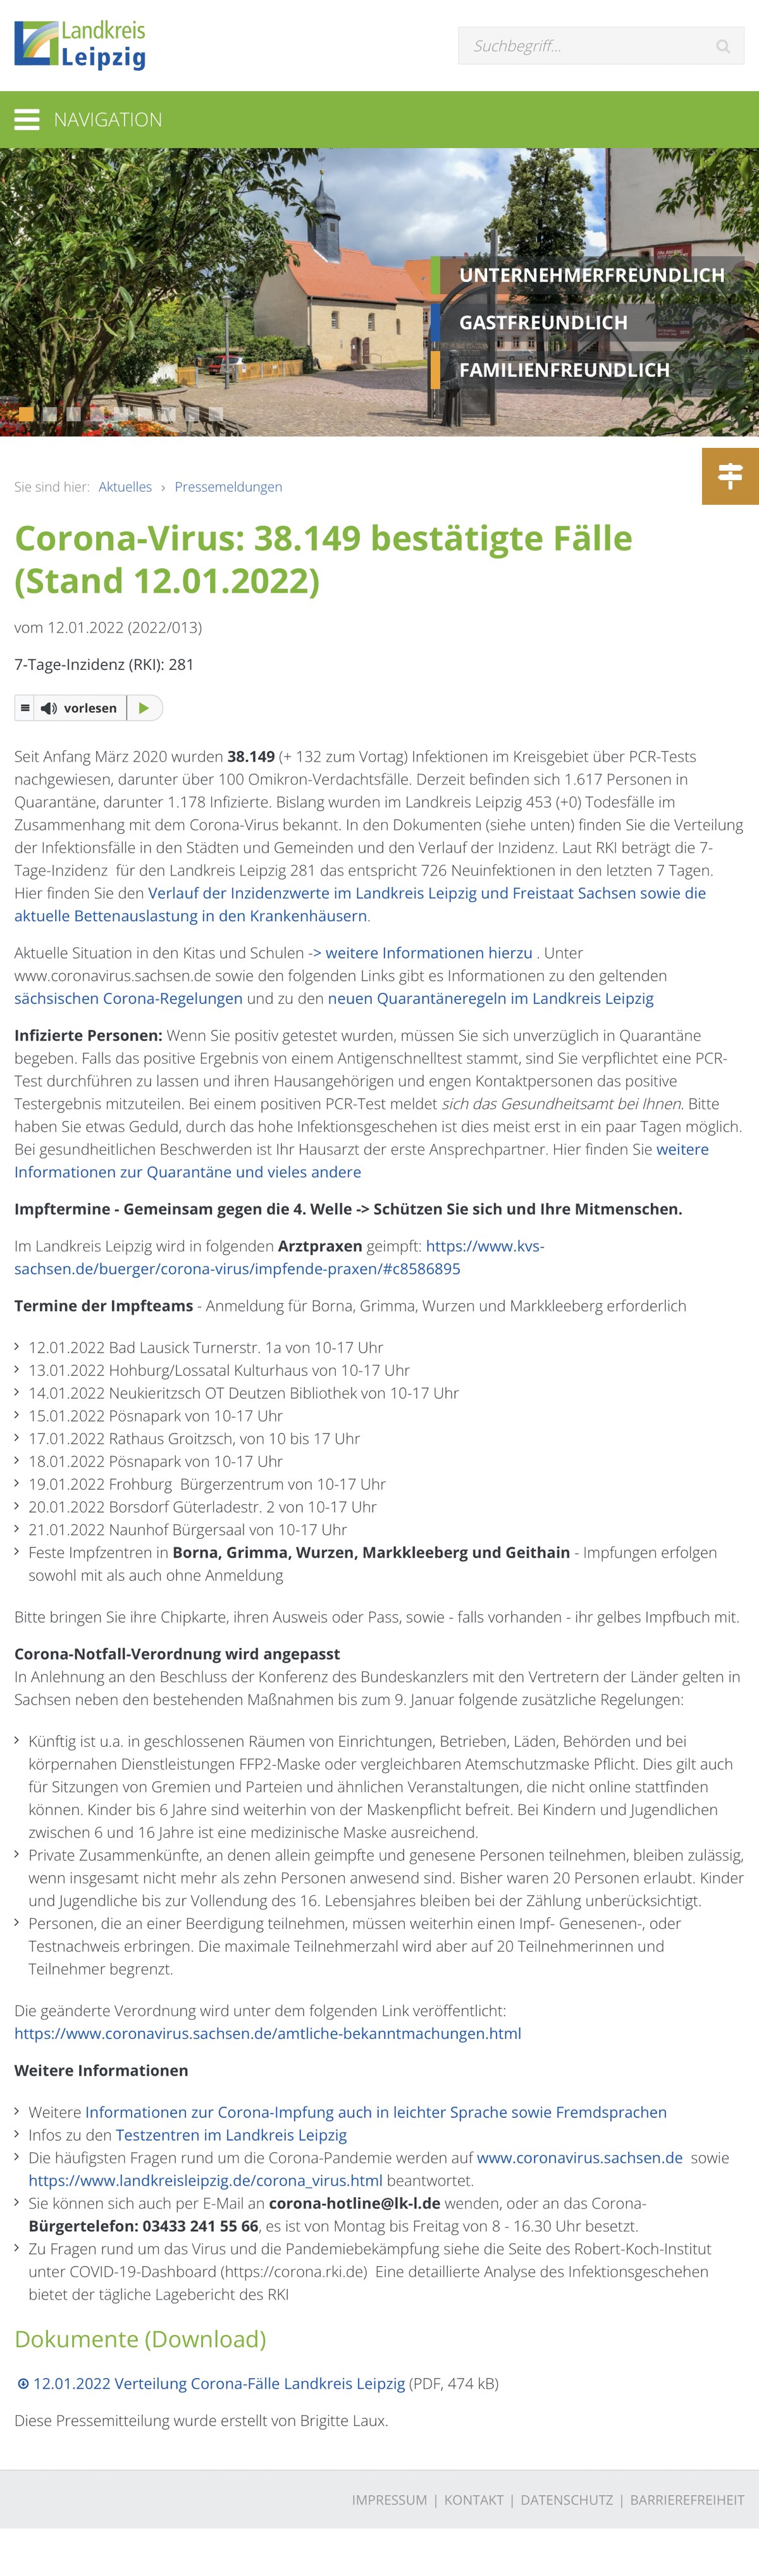 Landkreis
Leipzig
Suchbegriff...
NAVIGATION
UNTERNEHMERFREUNDLICH
GASTFREUNDLICH
FAMILIENFREUNDLICH
Sie sind hier: Aktuelles › Pressemeldungen
Corona-Virus: 38.149 bestätigte Fälle
(Stand 12.01.2022)
vom 12.01.2022 (2022/013)
7-Tage-Inzidenz (RKI): 281
vorlesen
Seit Anfang März 2020 wurden 38.149 (+ 132 zum Vortag) Infektionen im Kreisgebiet über PCR-Tests
nachgewiesen, darunter über 100 Omikron-Verdachtsfälle. Derzeit befinden sich 1.617 Personen in
Quarantäne, darunter 1.178 Infizierte. Bislang wurden im Landkreis Leipzig 453 (+0) Todesfälle im
Zusammenhang mit dem Corona-Virus bekannt. In den Dokumenten (siehe unten) finden Sie die Verteilung
der Infektionsfälle in den Städten und Gemeinden und den Verlauf der Inzidenz. Laut RKI beträgt die 7-
Tage-Inzidenz  für den Landkreis Leipzig 281 das entspricht 726 Neuinfektionen in den letzten 7 Tagen.
Hier finden Sie den Verlauf der Inzidenzwerte im Landkreis Leipzig und Freistaat Sachsen sowie die
aktuelle Bettenauslastung in den Krankenhäusern.
Aktuelle Situation in den Kitas und Schulen -> weitere Informationen hierzu . Unter
www.coronavirus.sachsen.de sowie den folgenden Links gibt es Informationen zu den geltenden
sächsischen Corona-Regelungen und zu den neuen Quarantäneregeln im Landkreis Leipzig
Infizierte Personen: Wenn Sie positiv getestet wurden, müssen Sie sich unverzüglich in Quarantäne
begeben. Falls das positive Ergebnis von einem Antigenschnelltest stammt, sind Sie verpflichtet eine PCR-
Test durchführen zu lassen und ihren Hausangehörigen und engen Kontaktpersonen das positive
Testergebnis mitzuteilen. Bei einem positiven PCR-Test meldet sich das Gesundheitsamt bei Ihnen. Bitte
haben Sie etwas Geduld, durch das hohe Infektionsgeschehen ist dies meist erst in ein paar Tagen möglich.
Bei gesundheitlichen Beschwerden ist Ihr Hausarzt der erste Ansprechpartner. Hier finden Sie weitere
Informationen zur Quarantäne und vieles andere
Impftermine - Gemeinsam gegen die 4. Welle -> Schützen Sie sich und Ihre Mitmenschen.
Im Landkreis Leipzig wird in folgenden Arztpraxen geimpft: https://www.kvs-
sachsen.de/buerger/corona-virus/impfende-praxen/#c8586895
Termine der Impfteams - Anmeldung für Borna, Grimma, Wurzen und Markkleeberg erforderlich
› 12.01.2022 Bad Lausick Turnerstr. 1a von 10-17 Uhr
› 13.01.2022 Hohburg/Lossatal Kulturhaus von 10-17 Uhr
› 14.01.2022 Neukieritzsch OT Deutzen Bibliothek von 10-17 Uhr
› 15.01.2022 Pösnapark von 10-17 Uhr
› 17.01.2022 Rathaus Groitzsch, von 10 bis 17 Uhr
› 18.01.2022 Pösnapark von 10-17 Uhr
› 19.01.2022 Frohburg  Bürgerzentrum von 10-17 Uhr
› 20.01.2022 Borsdorf Güterladestr. 2 von 10-17 Uhr
› 21.01.2022 Naunhof Bürgersaal von 10-17 Uhr
› Feste Impfzentren in Borna, Grimma, Wurzen, Markkleeberg und Geithain - Impfungen erfolgen
sowohl mit als auch ohne Anmeldung
Bitte bringen Sie ihre Chipkarte, ihren Ausweis oder Pass, sowie - falls vorhanden - ihr gelbes Impfbuch mit.
Corona-Notfall-Verordnung wird angepasst
In Anlehnung an den Beschluss der Konferenz des Bundeskanzlers mit den Vertretern der Länder gelten in
Sachsen neben den bestehenden Maßnahmen bis zum 9. Januar folgende zusätzliche Regelungen:
› Künftig ist u.a. in geschlossenen Räumen von Einrichtungen, Betrieben, Läden, Behörden und bei
körpernahen Dienstleistungen FFP2-Maske oder vergleichbaren Atemschutzmaske Pflicht. Dies gilt auch
für Sitzungen von Gremien und Parteien und ähnlichen Veranstaltungen, die nicht online stattfinden
können. Kinder bis 6 Jahre sind weiterhin von der Maskenpflicht befreit. Bei Kindern und Jugendlichen
zwischen 6 und 16 Jahre ist eine medizinische Maske ausreichend.
› Private Zusammenkünfte, an denen allein geimpfte und genesene Personen teilnehmen, bleiben zulässig,
wenn insgesamt nicht mehr als zehn Personen anwesend sind. Bisher waren 20 Personen erlaubt. Kinder
und Jugendliche bis zur Vollendung des 16. Lebensjahres bleiben bei der Zählung unberücksichtigt.
› Personen, die an einer Beerdigung teilnehmen, müssen weiterhin einen Impf- Genesenen-, oder
Testnachweis erbringen. Die maximale Teilnehmerzahl wird aber auf 20 Teilnehmerinnen und
Teilnehmer begrenzt.
Die geänderte Verordnung wird unter dem folgenden Link veröffentlicht:
https://www.coronavirus.sachsen.de/amtliche-bekanntmachungen.html
Weitere Informationen
› Weitere Informationen zur Corona-Impfung auch in leichter Sprache sowie Fremdsprachen
› Infos zu den Testzentren im Landkreis Leipzig
› Die häufigsten Fragen rund um die Corona-Pandemie werden auf www.coronavirus.sachsen.de  sowie
https://www.landkreisleipzig.de/corona_virus.html beantwortet.
› Sie können sich auch per E-Mail an corona-hotline@lk-l.de wenden, oder an das Corona-
Bürgertelefon: 03433 241 55 66, es ist von Montag bis Freitag von 8 - 16.30 Uhr besetzt.
› Zu Fragen rund um das Virus und die Pandemiebekämpfung siehe die Seite des Robert-Koch-Institut
unter COVID-19-Dashboard (https://corona.rki.de)  Eine detaillierte Analyse des Infektionsgeschehen
bietet der tägliche Lagebericht des RKI
Dokumente (Download)
12.01.2022 Verteilung Corona-Fälle Landkreis Leipzig (PDF, 474 kB)
Diese Pressemitteilung wurde erstellt von Brigitte Laux.
IMPRESSUM | KONTAKT | DATENSCHUTZ | BARRIEREFREIHEIT